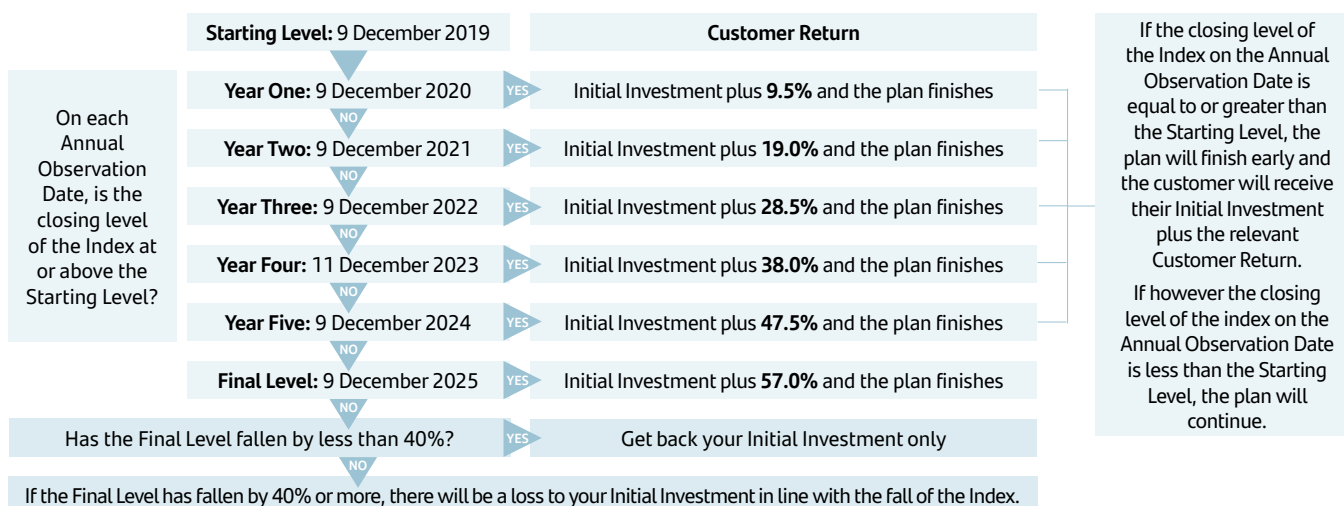 Starting Level: 9 December 2019
Customer Return
On each
Annual
Observation
Date, is the
closing level
of the Index at
or above the
Starting Level?
Year One: 9 December 2020
YES
Initial Investment plus 9.5% and the plan finishes
NO
Year Two: 9 December 2021
YES
Initial Investment plus 19.0% and the plan finishes
NO
Year Three: 9 December 2022
YES
Initial Investment plus 28.5% and the plan finishes
NO
Year Four: 11 December 2023
YES
Initial Investment plus 38.0% and the plan finishes
NO
Year Five: 9 December 2024
YES
Initial Investment plus 47.5% and the plan finishes
NO
Final Level: 9 December 2025
YES
Initial Investment plus 57.0% and the plan finishes
NO
Has the Final Level fallen by less than 40%?
YES
Get back your Initial Investment only
NO
If the Final Level has fallen by 40% or more, there will be a loss to your Initial Investment in line with the fall of the Index.
If the closing level of
the Index on the Annual
Observation Date is
equal to or greater than
the Starting Level, the
plan will finish early and
the customer will receive
their Initial Investment
plus the relevant
Customer Return.
If however the closing
level of the index on the
Annual Observation Date
is less than the Starting
Level, the plan will
continue.